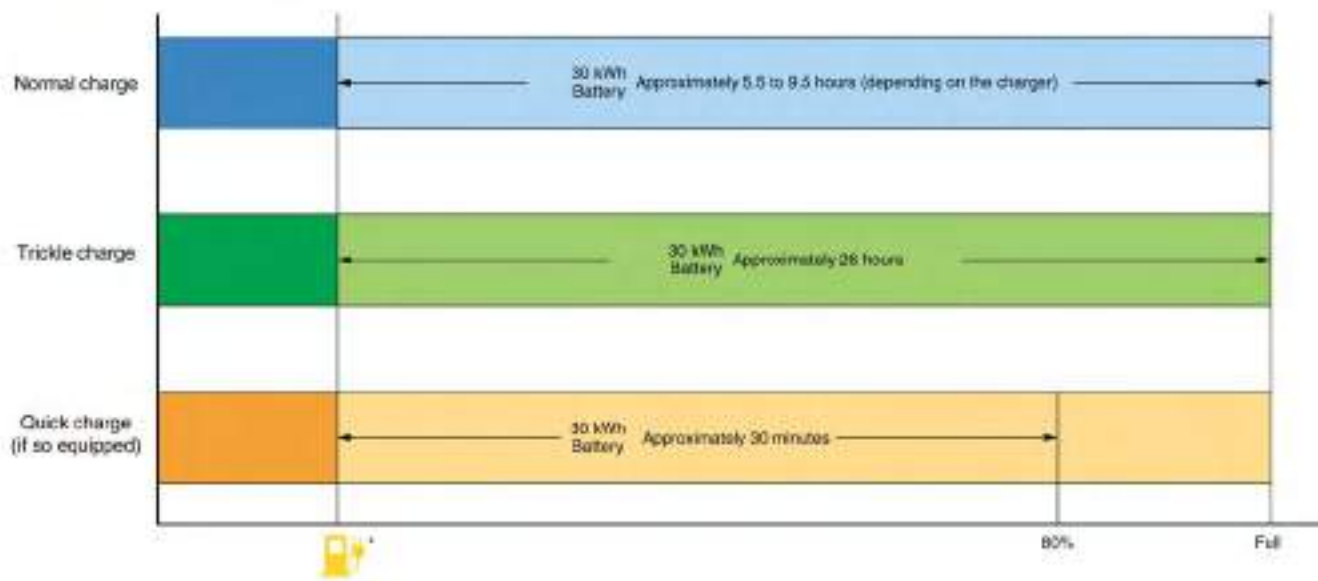 Normal charge
30 kWh
Battery
Approximately 5.5 to 9.5 hours (depending on the charger)
Trickle charge
30 kWh
Battery
Approximately 26 hours
Quick charge
(if so equipped)
30 kWh
Battery
Approximately 30 minutes
*
80%
Full